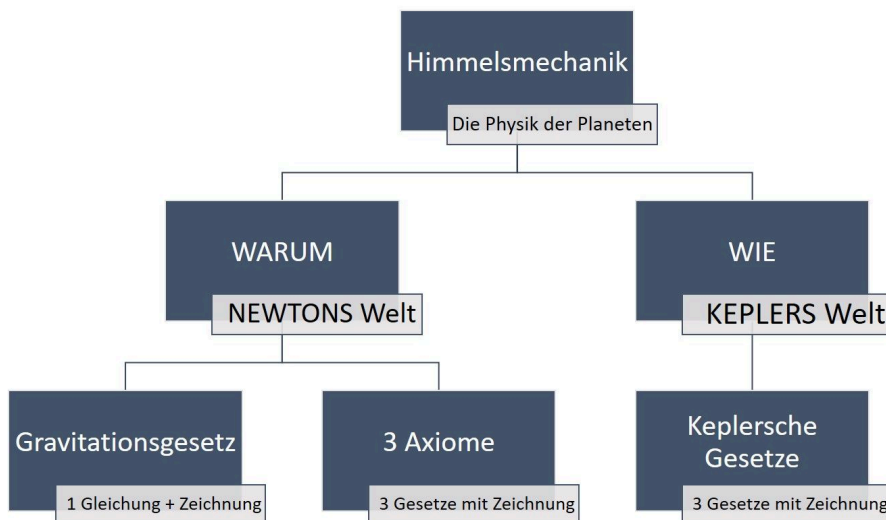 Himmelsmechanik
Die Physik der Planeten
WARUM
NEWTONS Welt
WIE
KEPLERS Welt
Gravitationsgesetz
1 Gleichung + Zeichnung
3 Axiome
3 Gesetze mit Zeichnung
Keplersche
Gesetze
3 Gesetze mit Zeichnung